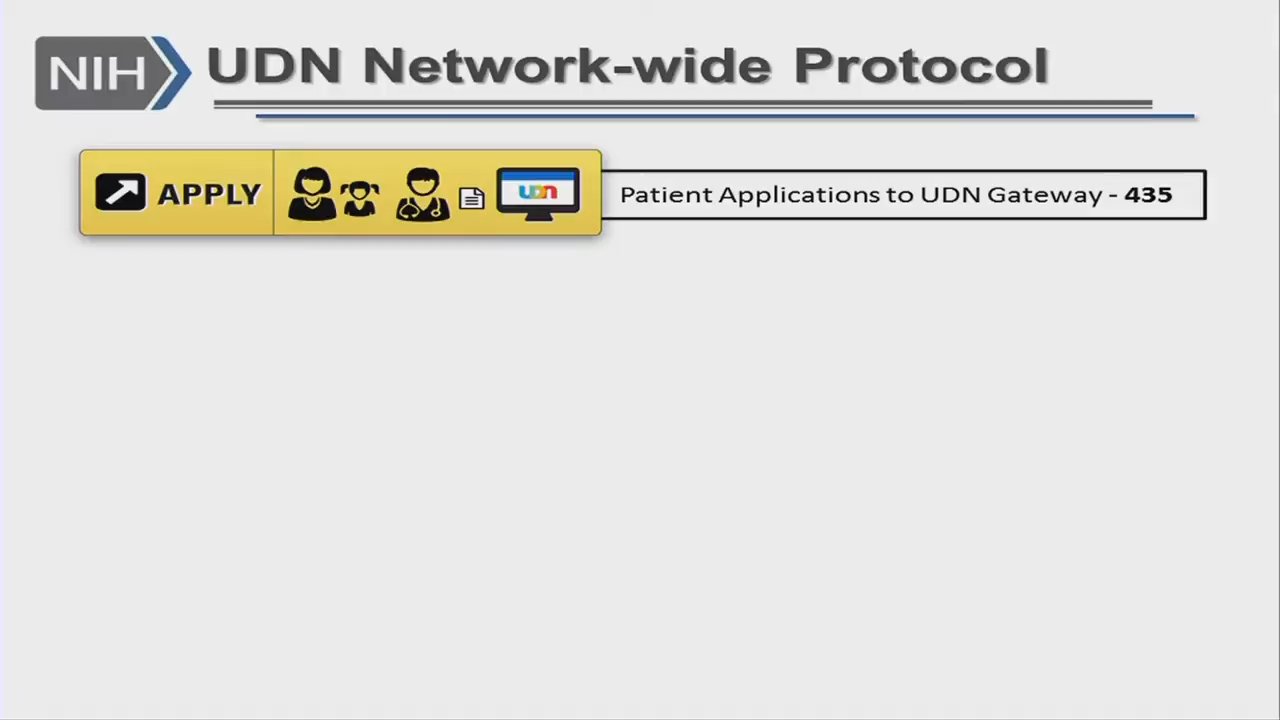 NIH
UDN Network-wide Protocol
APPLY
UDN
Patient Applications to UDN Gateway - 435